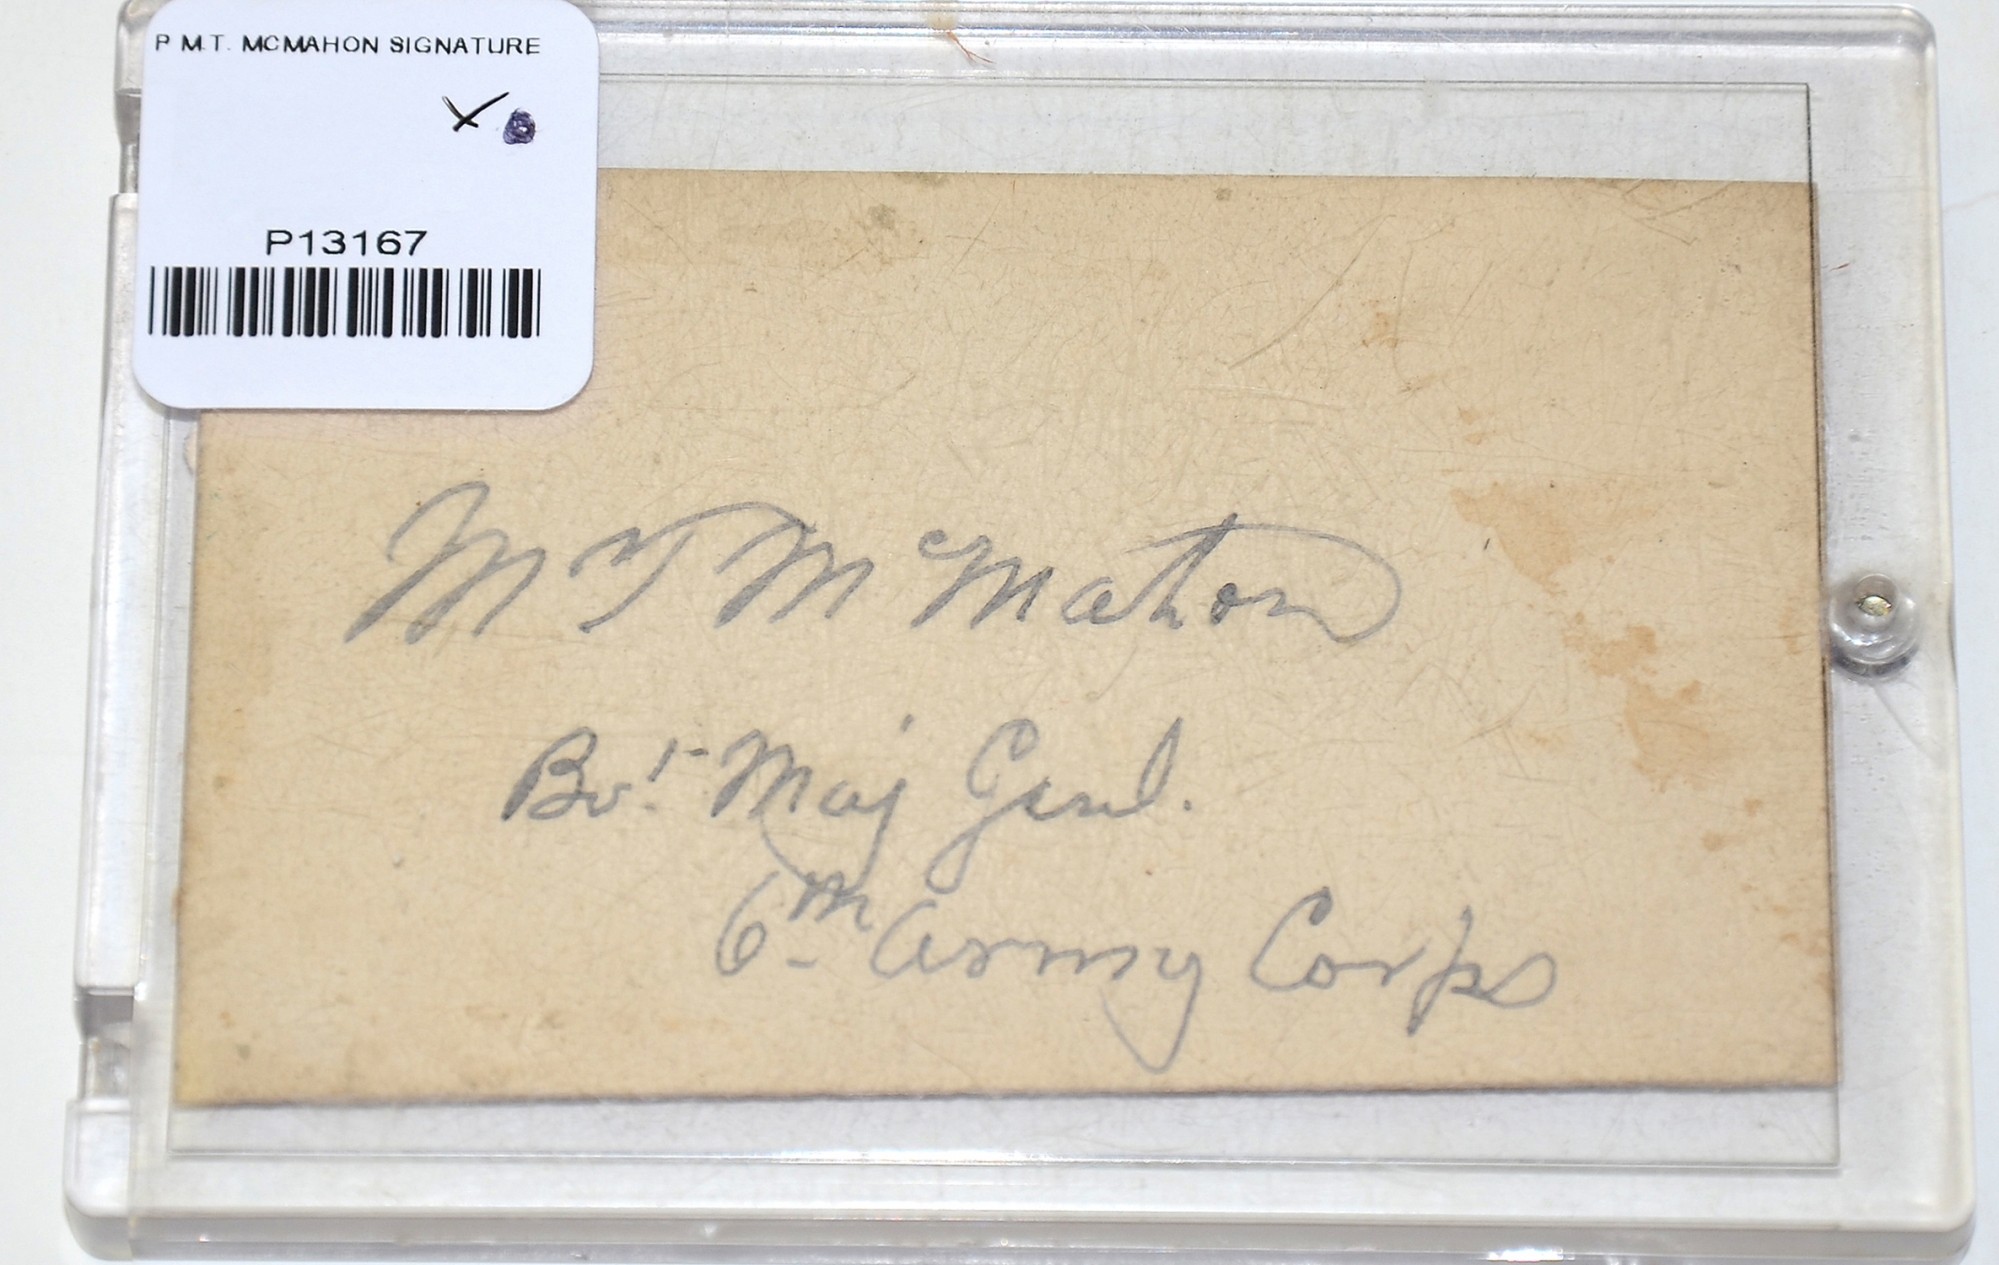 P M.T. MCMAHON SIGNATURE
P13167
M T McMahon
Bvt Maj Genl.
6th Army Corps